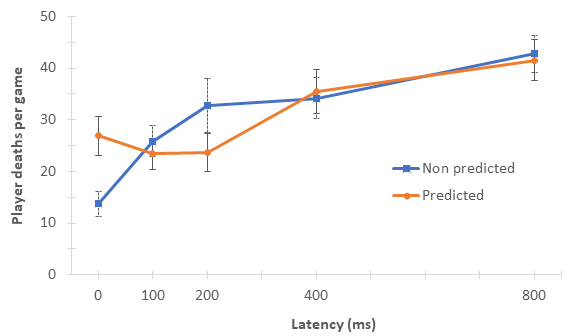 50
40
30
20
10
0
Player deaths per game
Non predicted
Predicted
0 100 200 400 800
Latency (ms)